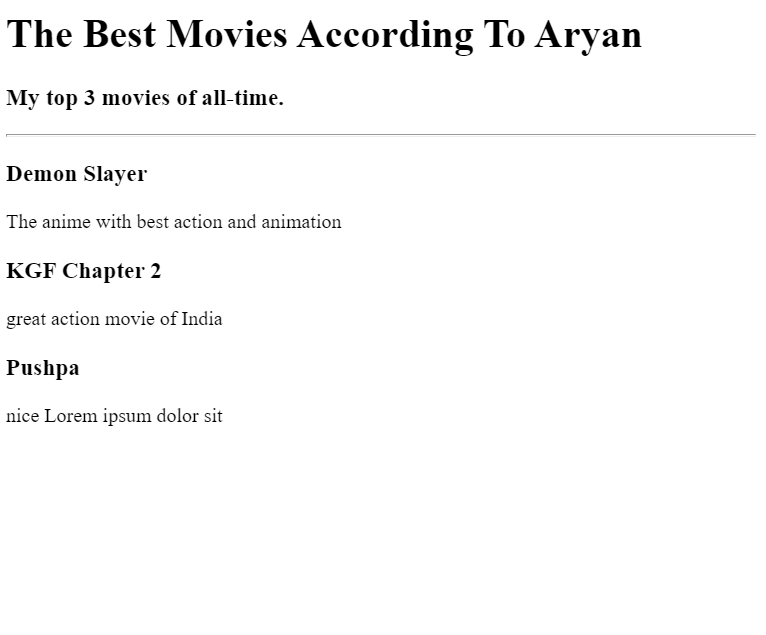 The Best Movies According To Aryan
My top 3 movies of all-time.
Demon Slayer
The anime with best action and animation
KGF Chapter 2
great action movie of India
Pushpa
nice Lorem ipsum dolor sit